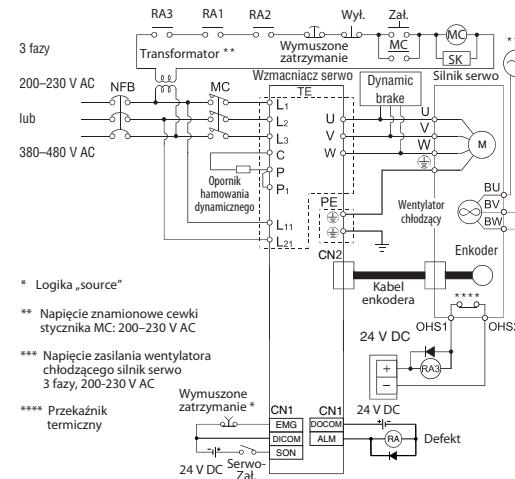 RA3 RA1 RA2 Wył. Zał.
MC
MC
SK
Wymuszone
zatrzymanie
3 fazy
Transformator **
200–230 V AC
NFB
MC
Wzmacniacz serwo
TE
Dynamic
brake
Silnik serwo
lub
380–480 V AC
L1
L2
L3
C
P
P1
L11
L21
U
V
W
U
V
W
M
Opornik
hamowania
dynamicznego
PE
Wentylator
chłodzący
BU
BV
BW
CN2
Enkoder
Kabel
enkodera
****
OHS1
OHS2
* Logika „source”
** Napięcie znamionowe cewki
stycznika MC: 200–230 V AC
*** Napięcie zasilania wentylatora
chłodzącego silnik serwo
3 fazy, 200-230 V AC
**** Przekaźnik
termiczny
24 V DC
+
–
RA3
24 V DC
Wymuszone
zatrzymanie *
CN1
EMG
DICOM
SON
CN1
DOCOM
ALM
RA
Defekt
24 V DC
Serwo-
Zał.